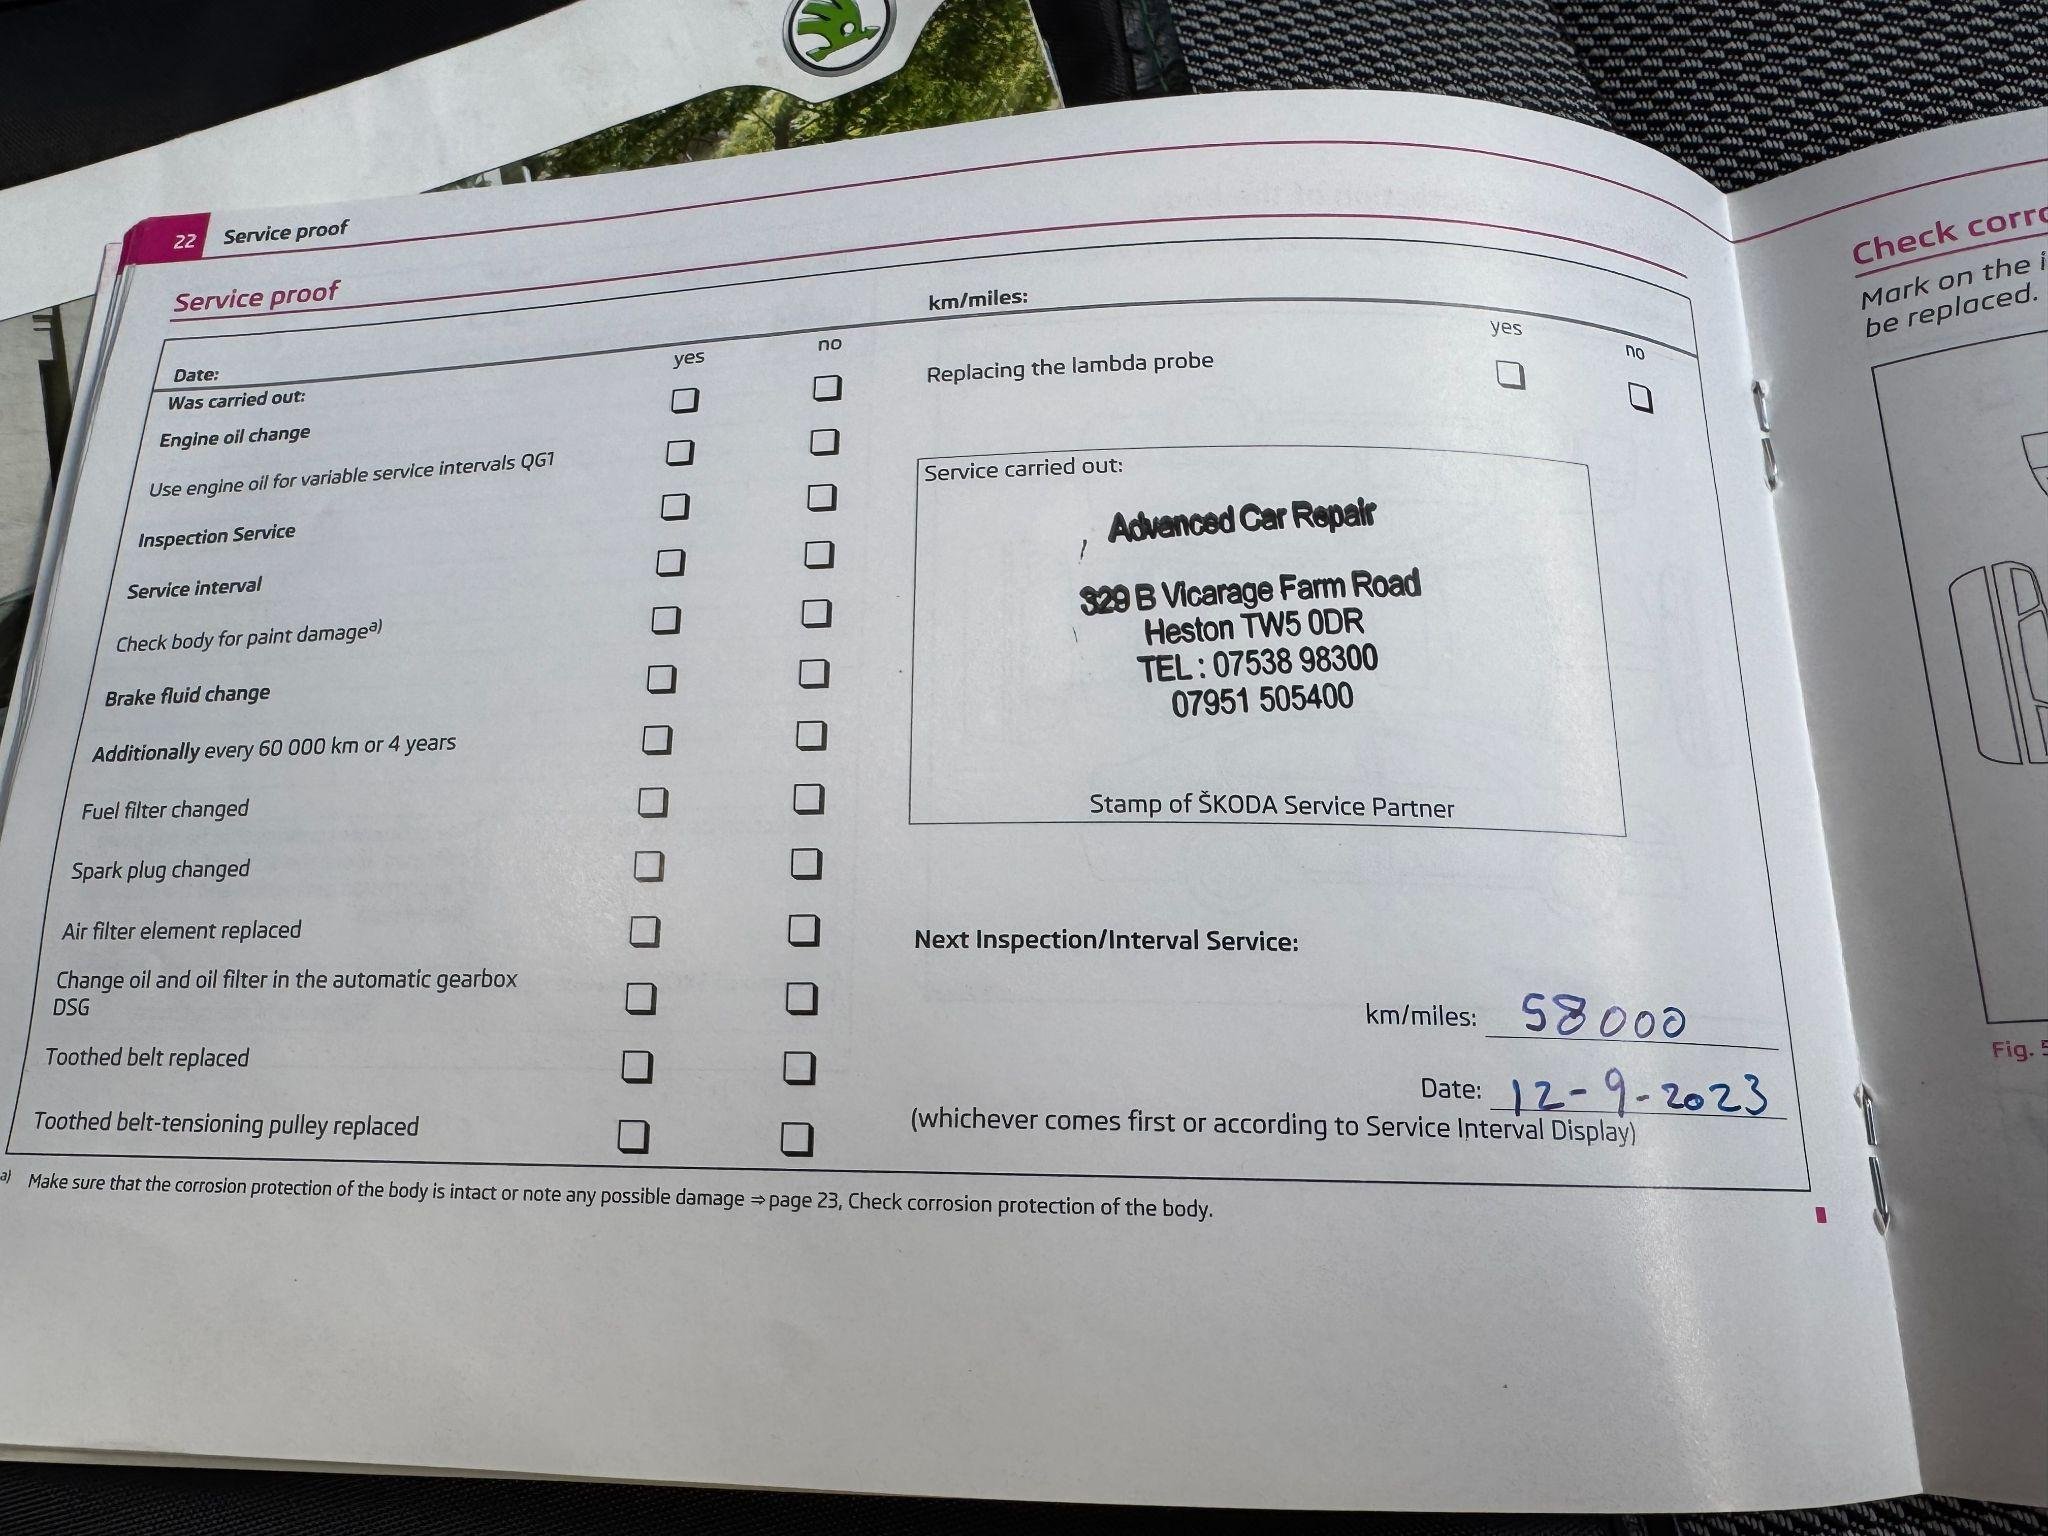 22 Service proof
Service proof
Date:
km/miles:
yes no
Was carried out:
Engine oil change
Use engine oil for variable service intervals QG1
Inspection Service
Service interval
Check body for paint damagea)
Brake fluid change
Additionally every 60 000 km or 4 years
Fuel filter changed
Spark plug changed
Air filter element replaced
Change oil and oil filter in the automatic gearbox
DSG
Toothed belt replaced
Toothed belt-tensioning pulley replaced
yes no
Replacing the lambda probe
Service carried out:
Advanced Car Repair
329 B Vicarage Farm Road
Heston TW5 0DR
TEL : 07538 98300
07951 505400
Stamp of ŠKODA Service Partner
Next Inspection/Interval Service:
km/miles: 58000
Date: 12-9-2023
(whichever comes first or according to Service Interval Display)
a) Make sure that the corrosion protection of the body is intact or note any possible damage ⇒ page 23, Check corrosion protection of the body.
Check corro
Mark on the i
be replaced.
Fig. 5